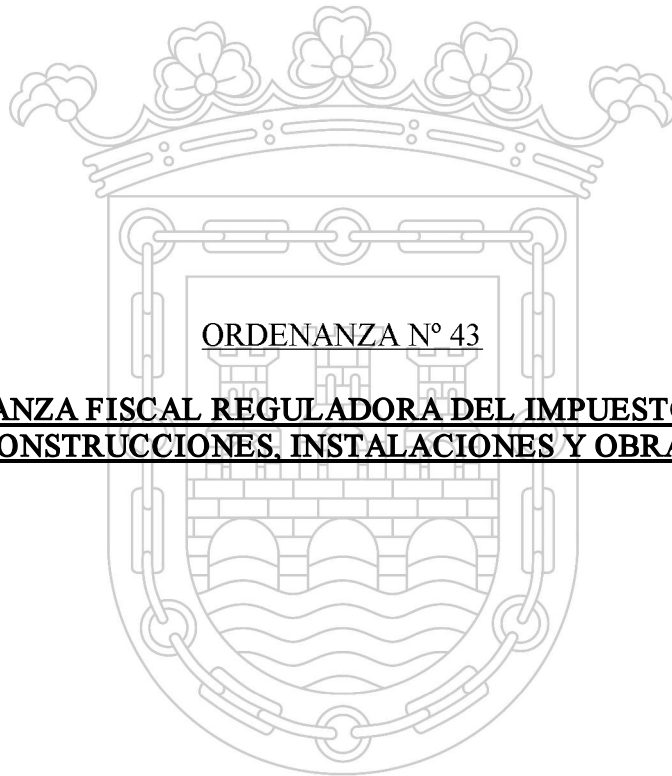 ORDENANZA Nº 43
ANZA FISCAL REGULADORA DEL IMPUESTO
ONSTRUCCIONES, INSTALACIONES Y OBRA